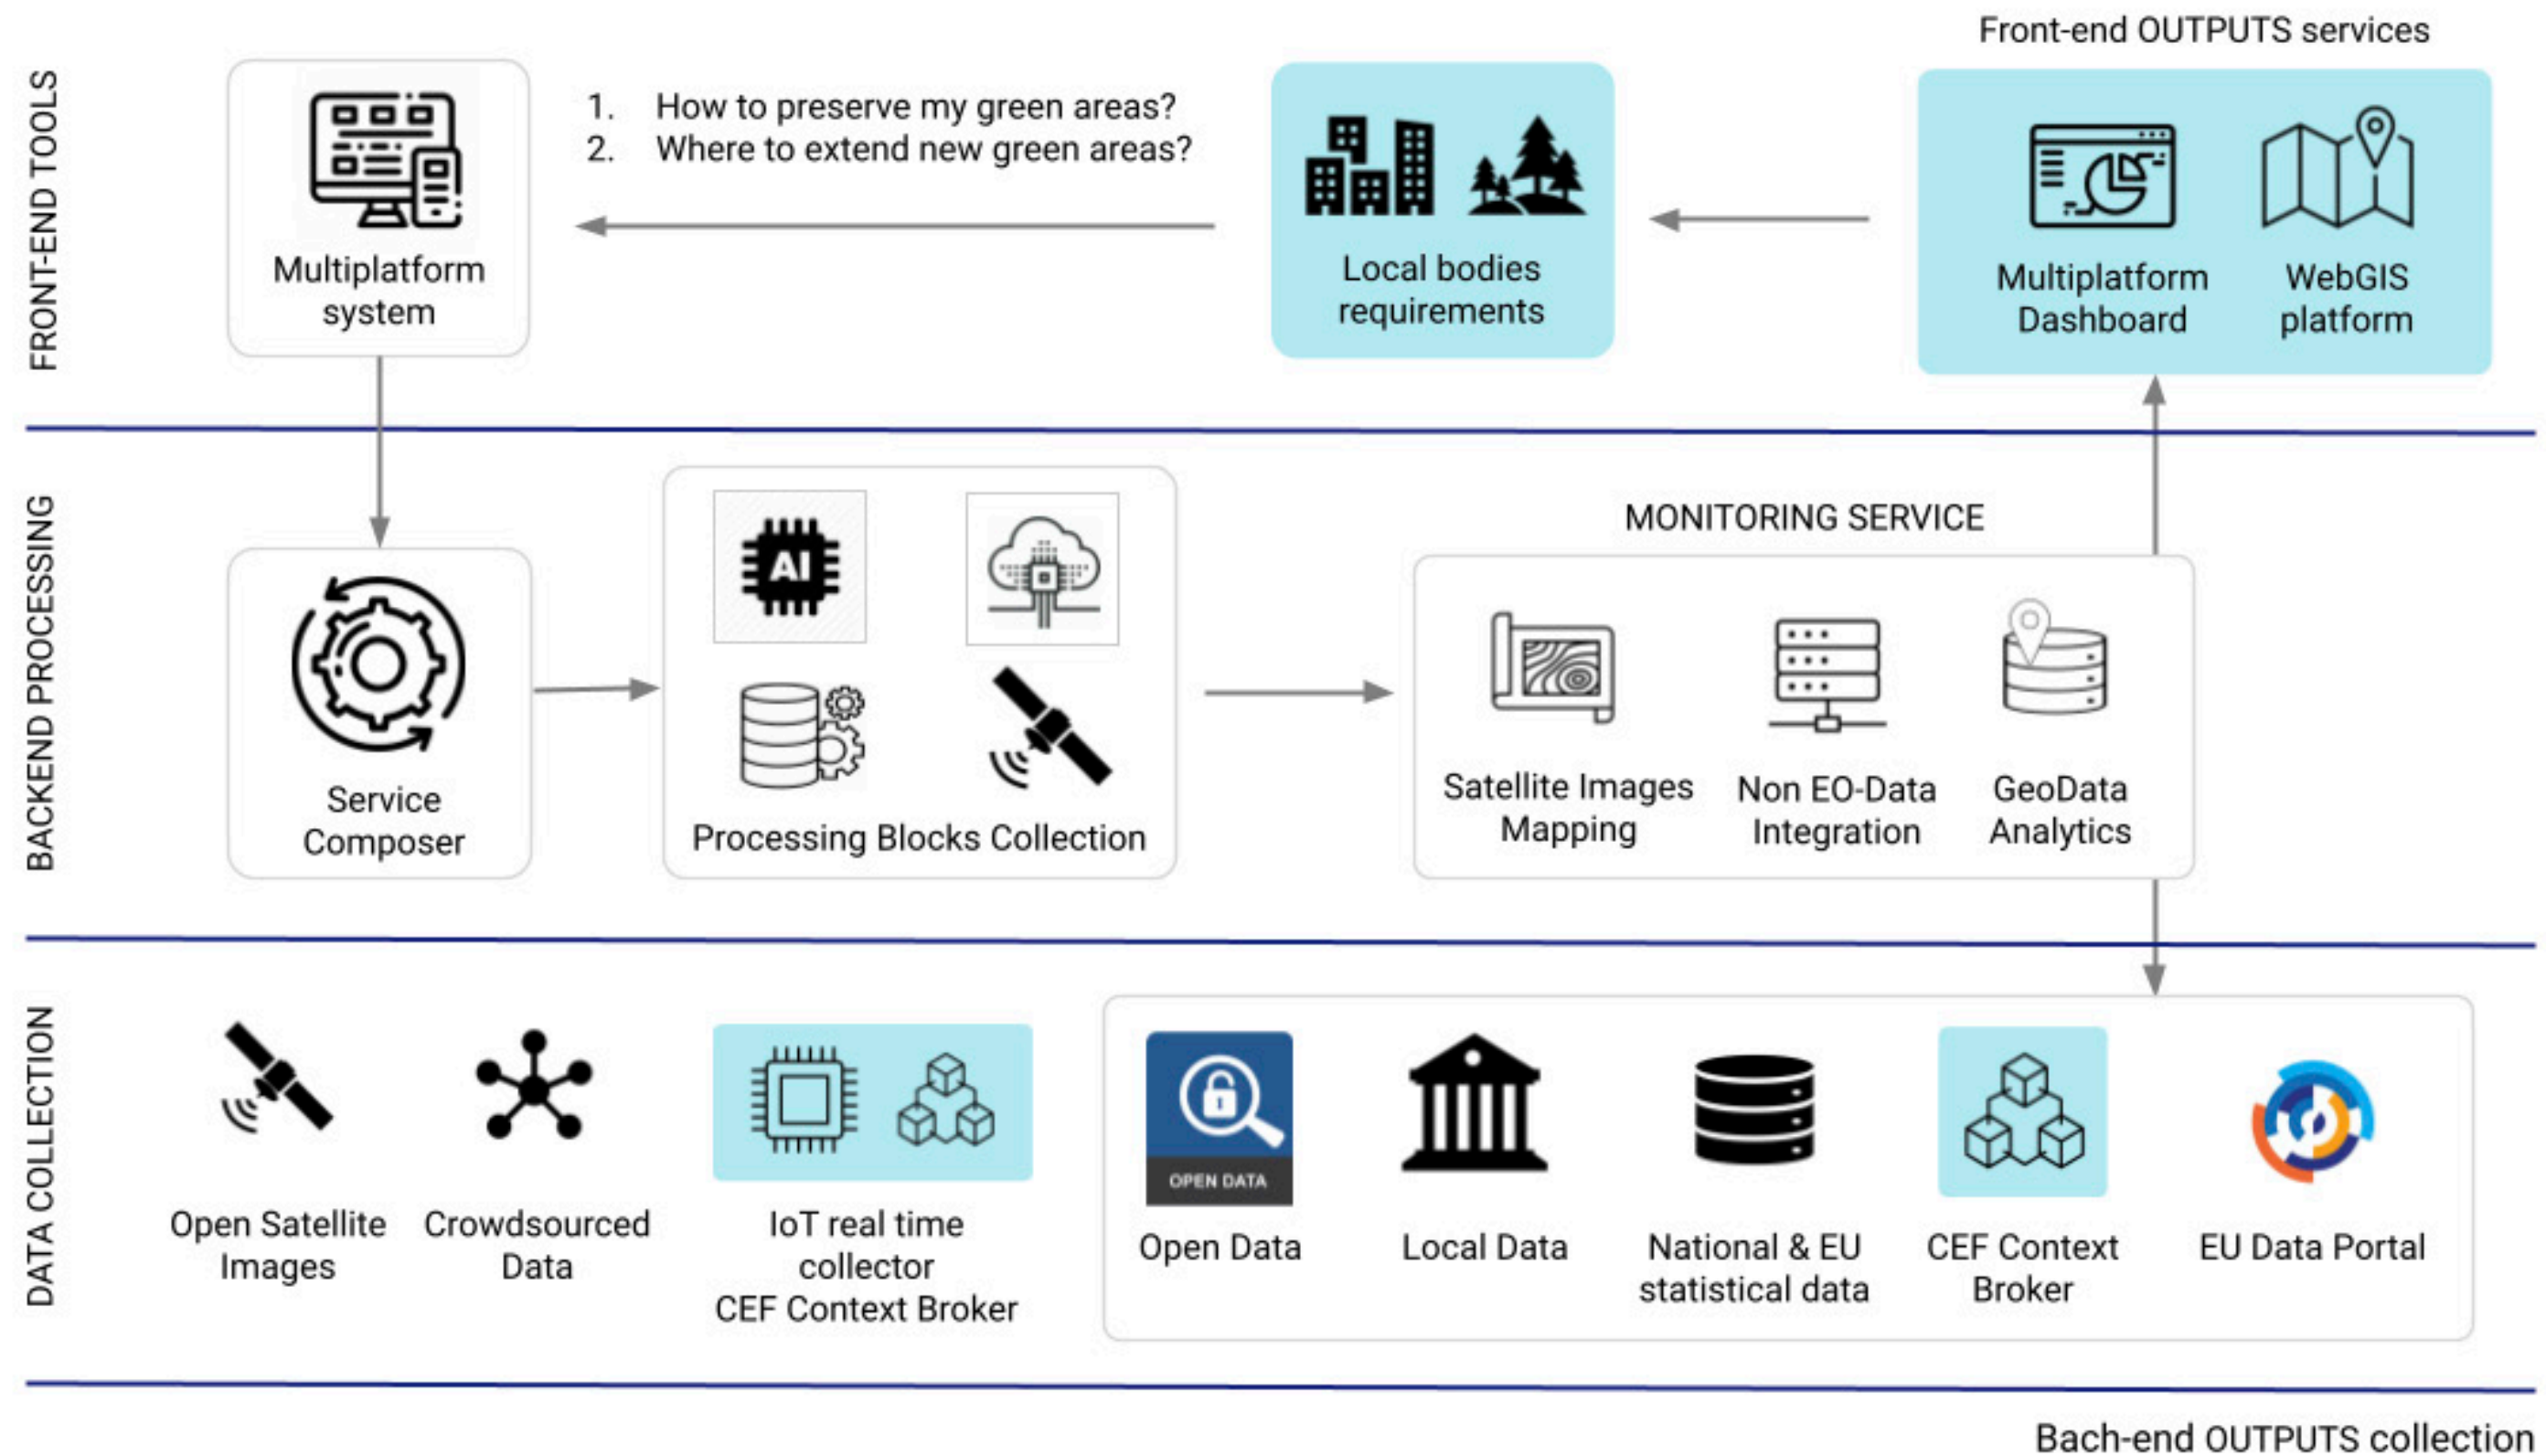 Front-end OUTPUTS services
FRONT-END TOOLS
1. How to preserve my green areas?
2. Where to extend new green areas?
Multiplatform
system
Local bodies
requirements
Multiplatform
Dashboard
WebGIS
platform
BACKEND PROCESSING
MONITORING SERVICE
AI
Service
Composer
Processing Blocks Collection
Satellite Images
Mapping
Non EO-Data
Integration
GeoData
Analytics
DATA COLLECTION
OPEN DATA
Open Satellite
Images
Crowdsourced
Data
IoT real time
collector
CEF Context Broker
Open Data
Local Data
National & EU
statistical data
CEF Context
Broker
EU Data Portal
Bach-end OUTPUTS collection